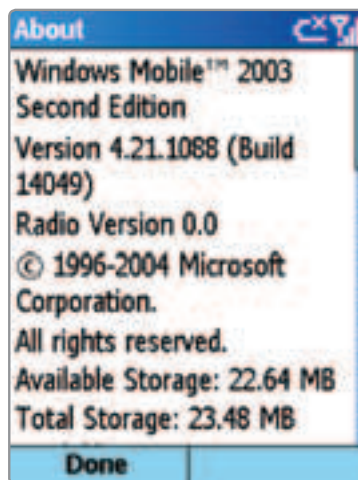 About
Windows Mobile™ 2003
Second Edition
Version 4.21.1088 (Build
14049)
Radio Version 0.0
© 1996-2004 Microsoft
Corporation.
All rights reserved.
Available Storage: 22.64 MB
Total Storage: 23.48 MB
Done